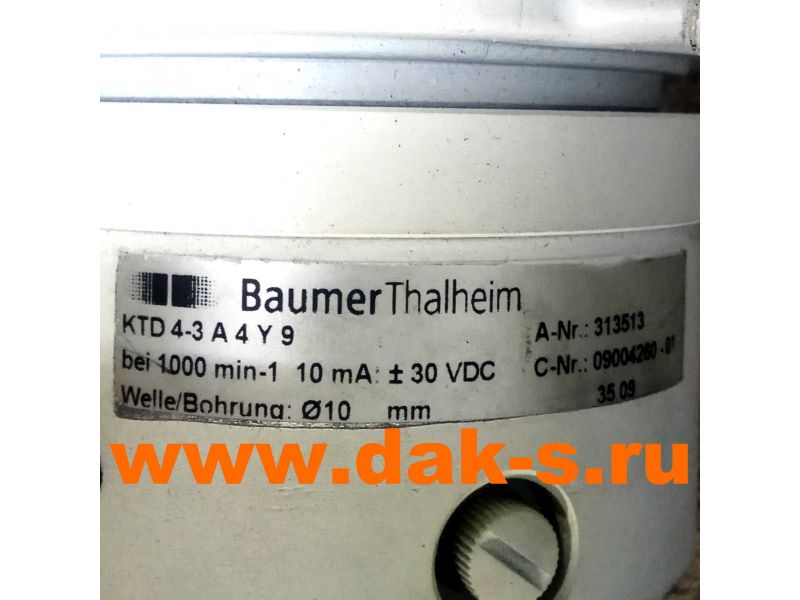 BaumerThalheim
KTD 4-3 A 4 Y 9
A-Nr.: 313513
bei 1000 min-1 10 mA: ± 30 VDC
C-Nr.: 09004260-01
Welle/Bohrung: Ø10 mm
35 09
www.dak-s.ru